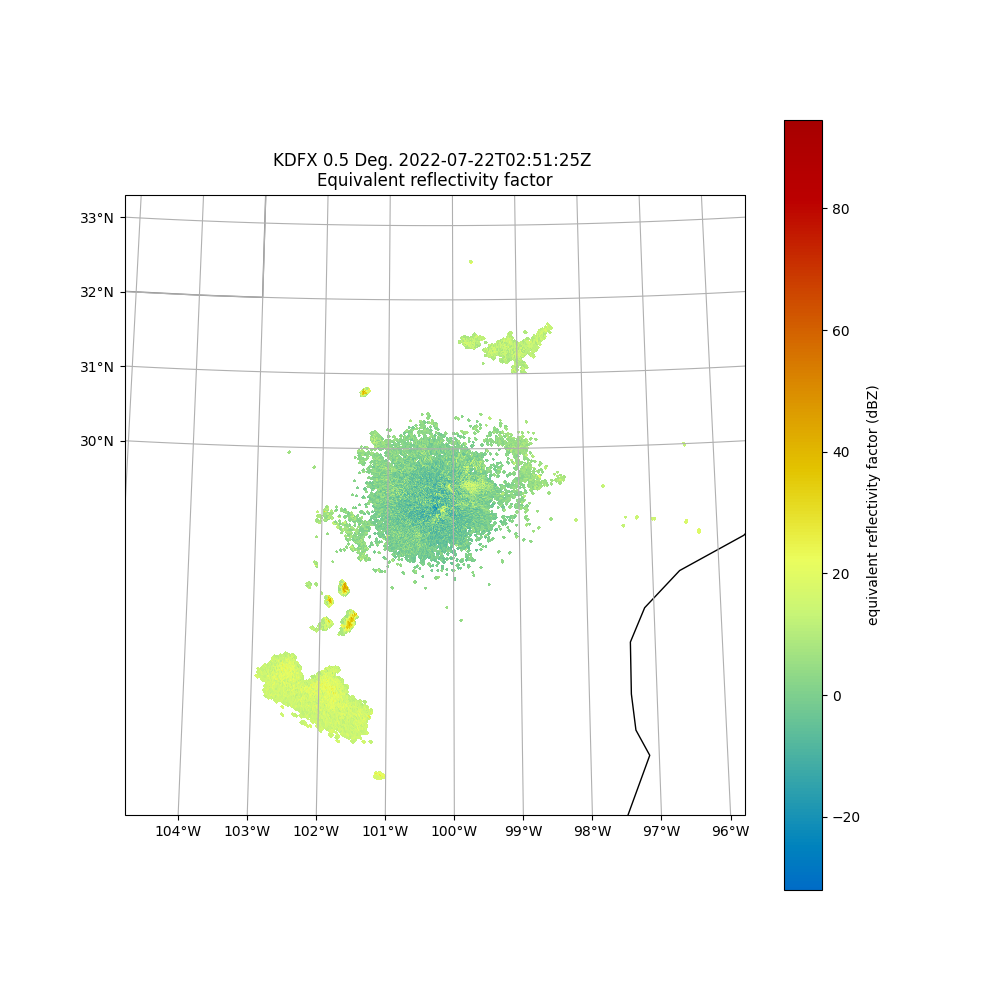 KDFX 0.5 Deg. 2022-07-22T02:51:25Z
Equivalent reflectivity factor
33°N
32°N
31°N
30°N
104°W 103°W 102°W 101°W 100°W 99°W 98°W 97°W 96°W
80
60
40
20
0
−20
equivalent reflectivity factor (dBZ)